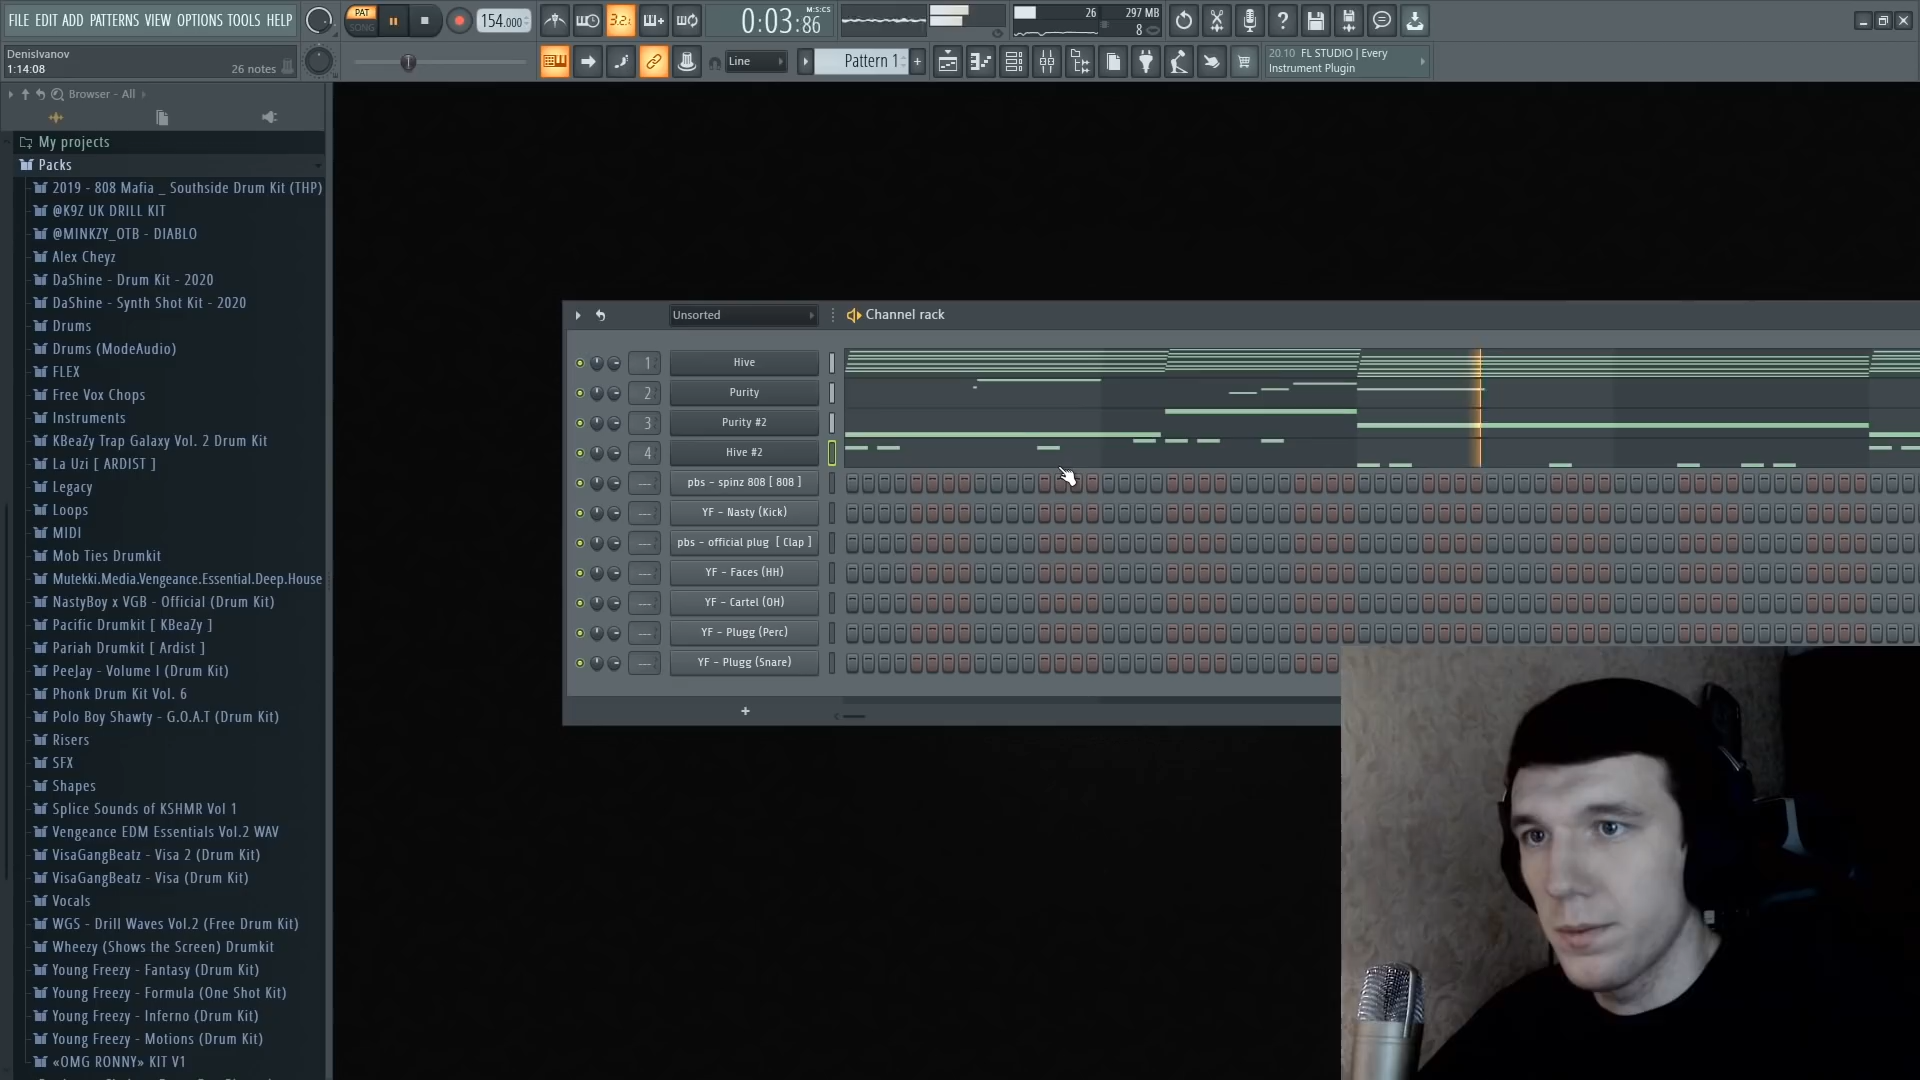 FILE EDIT ADD PATTERNS VIEW OPTIONS TOOLS HELP
PAT
SONG
154.000
3.2.
0:03:86
M:S:CS
26
297 MB
8
DenisIvanov
1:14:08
26 notes
Line
Pattern 1
+
20.10 FL STUDIO | Every
Instrument Plugin
Browser - All
My projects
Packs
2019 - 808 Mafia _ Southside Drum Kit (THP)
@K9Z UK DRILL KIT
@MINKZY_OTB - DIABLO
Alex Cheyz
DaShine - Drum Kit - 2020
DaShine - Synth Shot Kit - 2020
Drums
Drums (ModeAudio)
FLEX
Free Vox Chops
Instruments
KBeaZy Trap Galaxy Vol. 2 Drum Kit
La Uzi [ ARDIST ]
Legacy
Loops
MIDI
Mob Ties Drumkit
Mutekki.Media.Vengeance.Essential.Deep.House
NastyBoy x VGB - Official (Drum Kit)
Pacific Drumkit [ KBeaZy ]
Pariah Drumkit [ Ardist ]
PeeJay - Volume I (Drum Kit)
Phonk Drum Kit Vol. 6
Polo Boy Shawty - G.O.A.T (Drum Kit)
Risers
SFX
Shapes
Splice Sounds of KSHMR Vol 1
Vengeance EDM Essentials Vol.2 WAV
VisaGangBeatz - Visa 2 (Drum Kit)
VisaGangBeatz - Visa (Drum Kit)
Vocals
WGS - Drill Waves Vol.2 (Free Drum Kit)
Wheezy (Shows the Screen) Drumkit
Young Freezy - Fantasy (Drum Kit)
Young Freezy - Formula (One Shot Kit)
Young Freezy - Inferno (Drum Kit)
Young Freezy - Motions (Drum Kit)
«OMG RONNY» KIT V1
Unsorted
Channel rack
1 Hive
2 Purity
3 Purity #2
4 Hive #2
--- pbs - spinz 808 [ 808 ]
--- YF - Nasty (Kick)
--- pbs - official plug [ Clap ]
--- YF - Faces (HH)
--- YF - Cartel (OH)
--- YF - Plugg (Perc)
--- YF - Plugg (Snare)
+